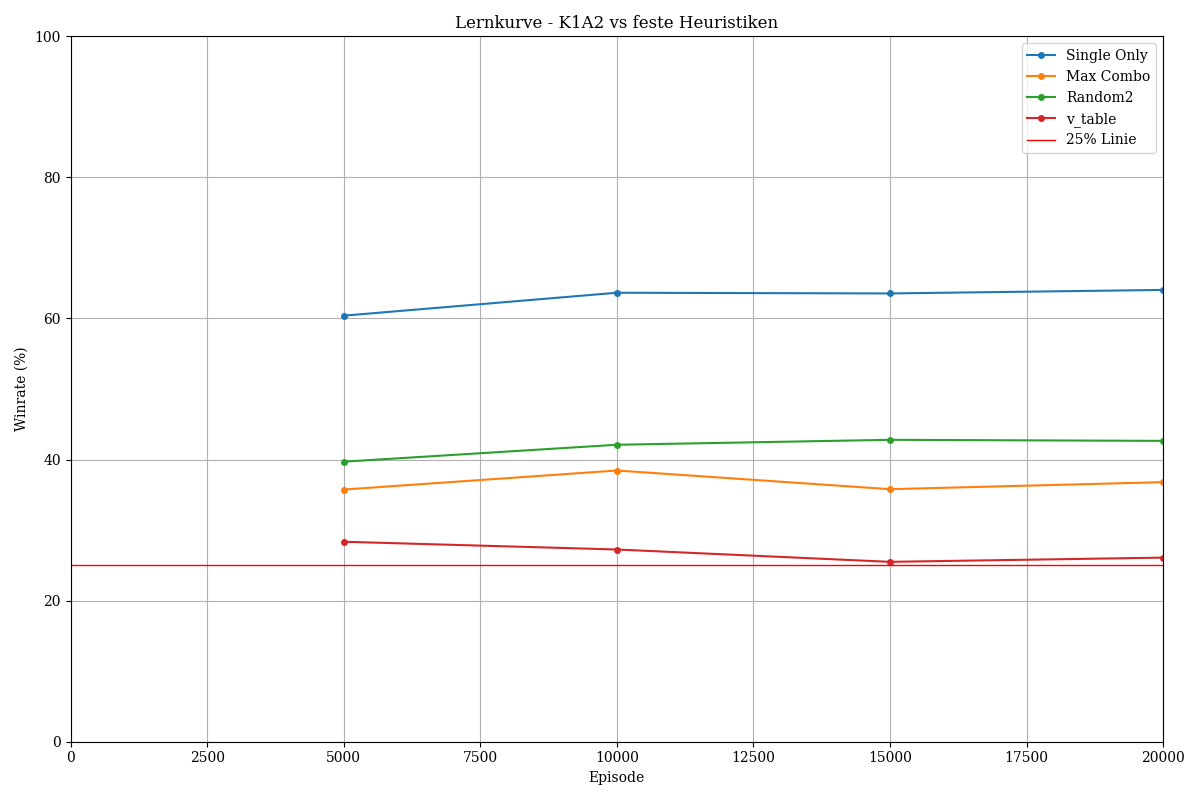 Lernkurve - K1A2 vs feste Heuristiken
100
80
60
40
20
0
Winrate (%)
Single Only
Max Combo
Random2
v_table
25% Linie
0 2500 5000 7500 10000 12500 15000 17500 20000
Episode